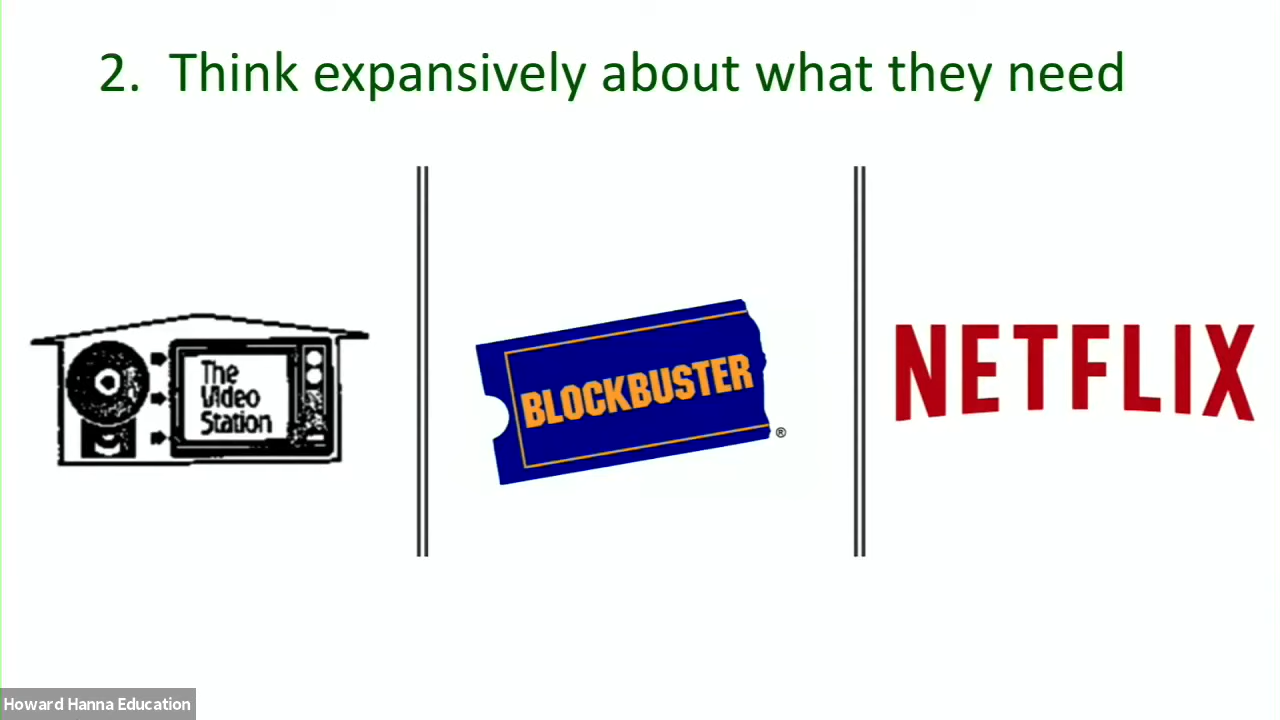 2. Think expansively about what they need
The
Video
Station
BLOCKBUSTER
®
NETFLIX
Howard Hanna Education